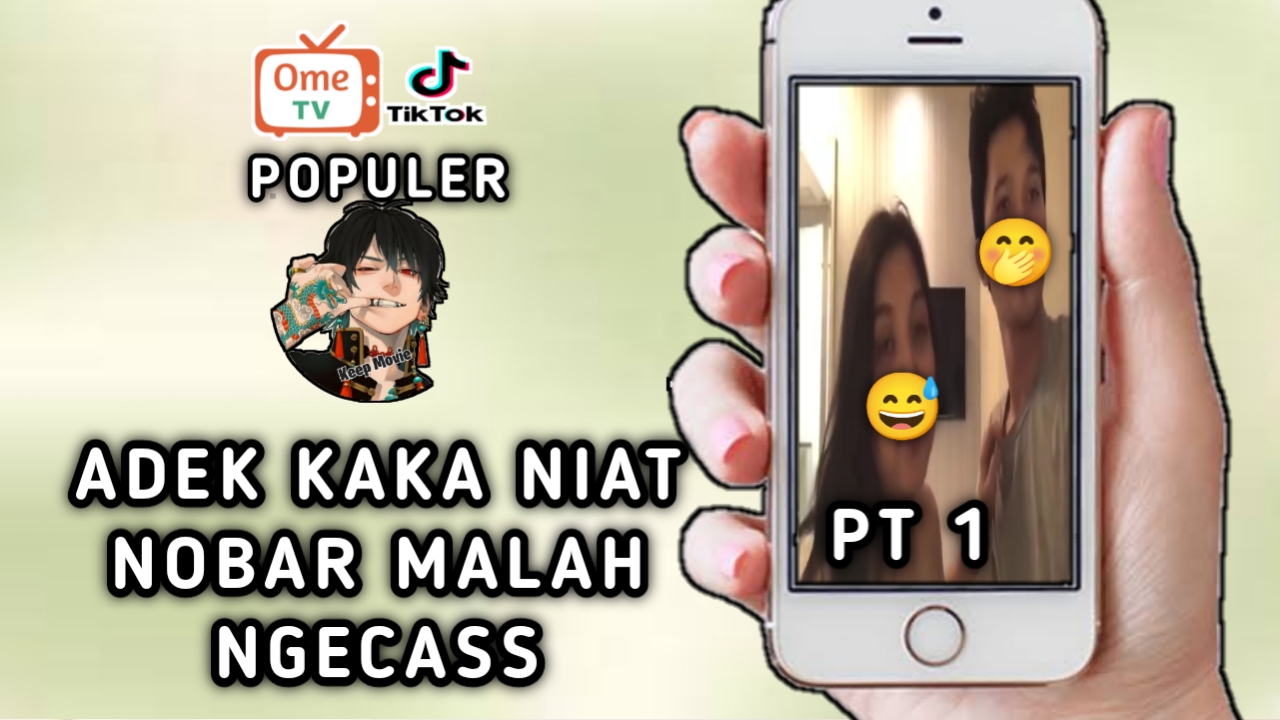 Ome
TV
TikTok
POPULER
Keep Movie
ADEK KAKA NIAT
NOBAR MALAH
NGECASS
PT 1